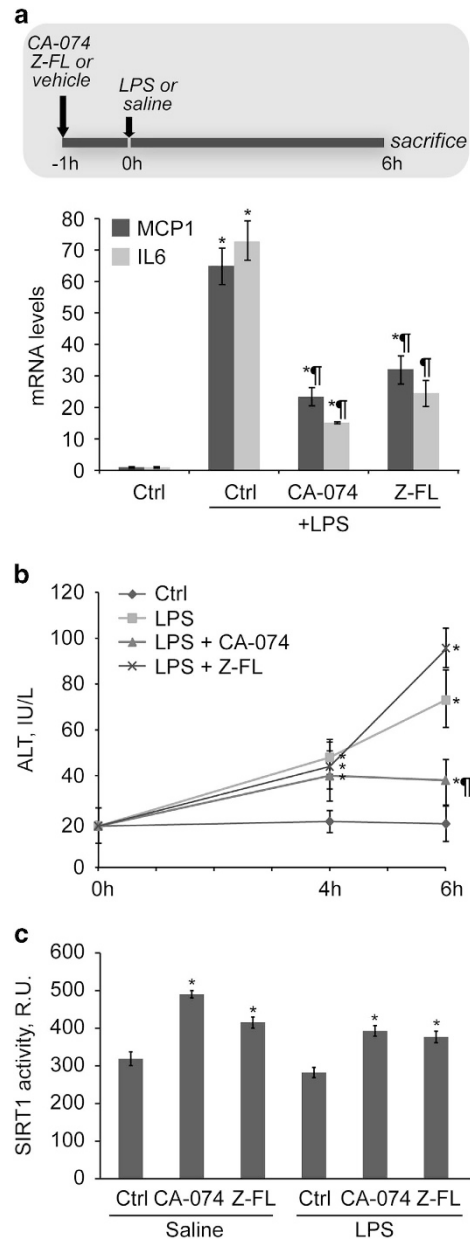 a
CA-074
Z-FL or
vehicle
LPS or
saline
sacrifice
-1h 0h 6h
MCP1
IL6
mRNA levels
80
70
60
50
40
30
20
10
0
* *
*¶ *¶
*¶ ¶
Ctrl Ctrl CA-074 Z-FL
+LPS
b
Ctrl
LPS
LPS + CA-074
LPS + Z-FL
ALT, IU/L
120
100
80
60
40
20
0
*
*
*
*
*
*¶
0h 4h 6h
c
SIRT1 activity, R.U.
600
500
400
300
200
100
0
* * * *
Ctrl CA-074 Z-FL Ctrl CA-074 Z-FL
Saline LPS